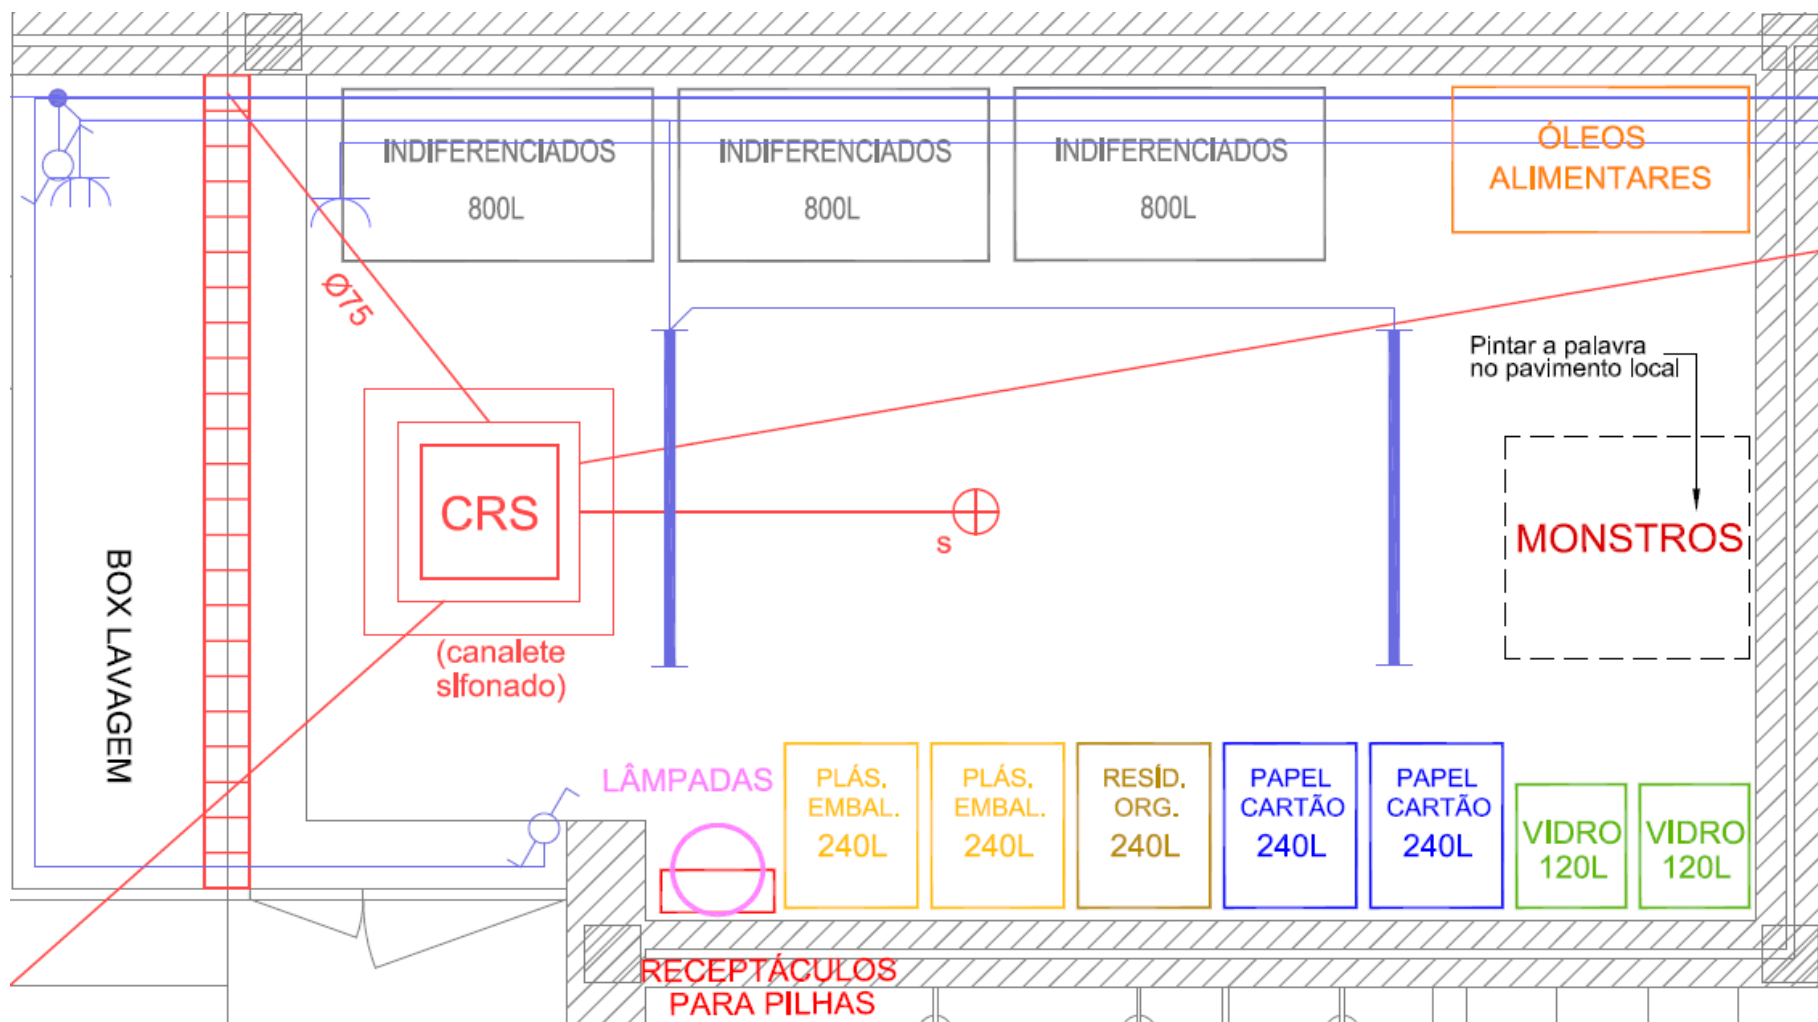 INDIFERENCIADOS
800L
INDIFERENCIADOS
800L
INDIFERENCIADOS
800L
ÓLEOS
ALIMENTARES
Ø75
Pintar a palavra
no pavimento local
CRS
s
MONSTROS
BOX LAVAGEM
(canalete
sifonado)
LÂMPADAS
PLÁS.
EMBAL.
240L
PLÁS.
EMBAL.
240L
RESÍD.
ORG.
240L
PAPEL
CARTÃO
240L
PAPEL
CARTÃO
240L
VIDRO
120L
VIDRO
120L
RECEPTÁCULOS
PARA PILHAS